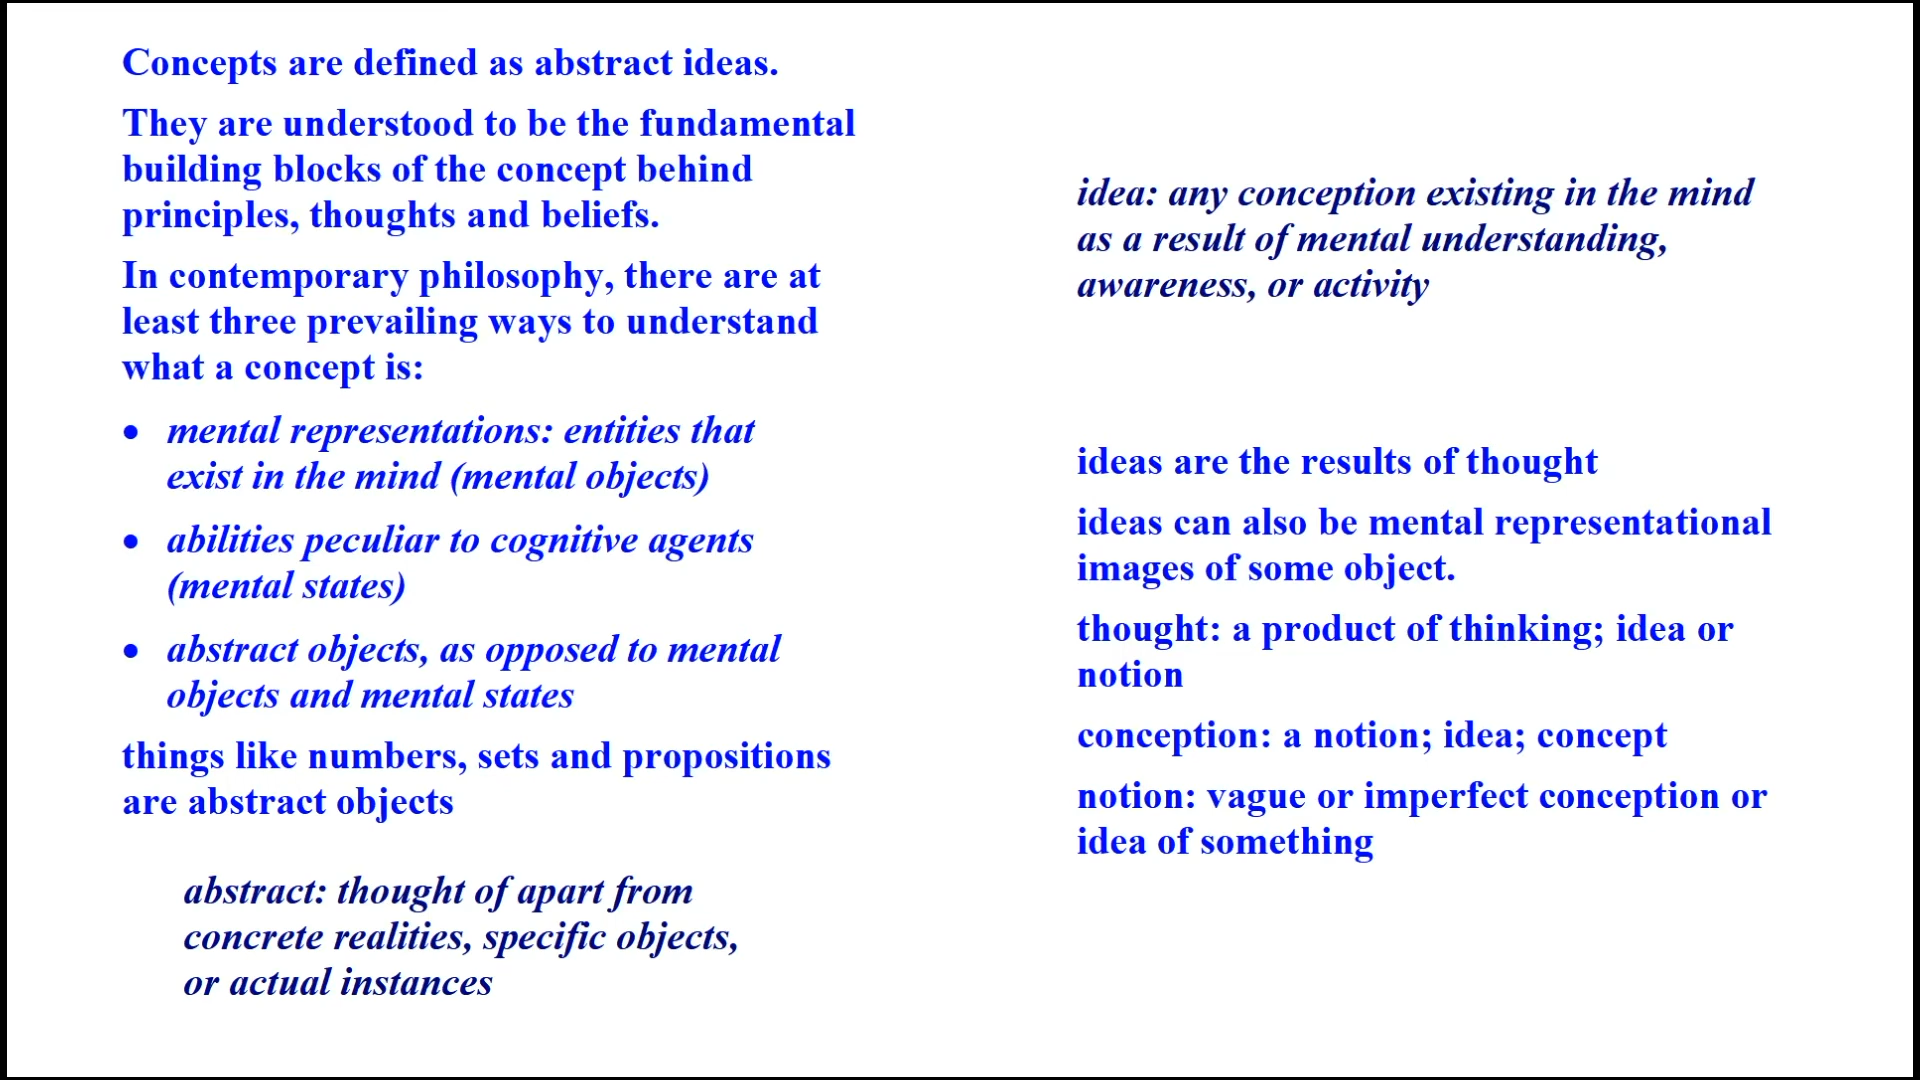 Concepts are defined as abstract ideas.
They are understood to be the fundamental
building blocks of the concept behind
principles, thoughts and beliefs.
In contemporary philosophy, there are at
least three prevailing ways to understand
what a concept is:
• mental representations: entities that
exist in the mind (mental objects)
• abilities peculiar to cognitive agents
(mental states)
• abstract objects, as opposed to mental
objects and mental states
things like numbers, sets and propositions
are abstract objects
abstract: thought of apart from
concrete realities, specific objects,
or actual instances
idea: any conception existing in the mind
as a result of mental understanding,
awareness, or activity
ideas are the results of thought
ideas can also be mental representational
images of some object.
thought: a product of thinking; idea or
notion
conception: a notion; idea; concept
notion: vague or imperfect conception or
idea of something